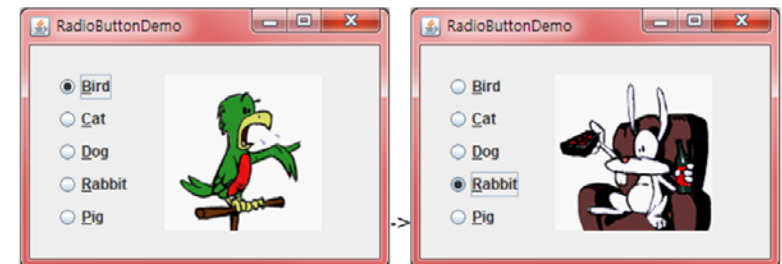 RadioButtonDemo
Bird
Cat
Dog
Rabbit
Pig
->
RadioButtonDemo
Bird
Cat
Dog
Rabbit
Pig